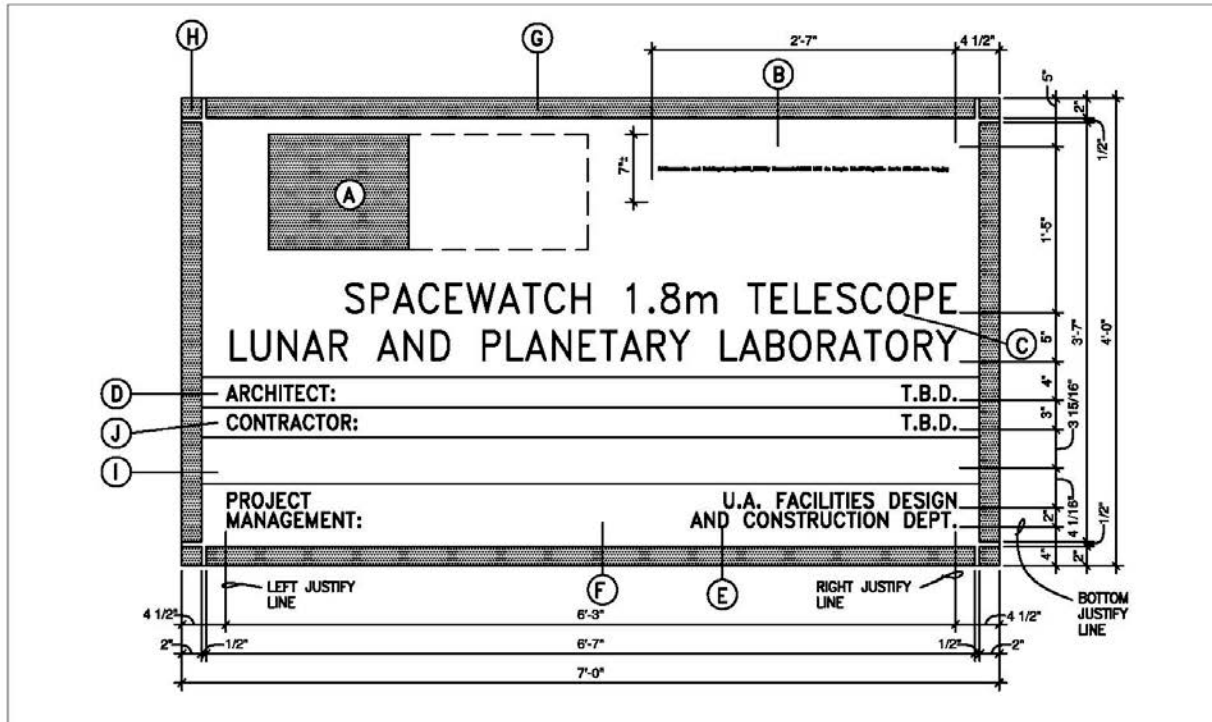 H
G
2'-7"
4 1/2"
B
5"
2"
1/2"
7"±
A
1'-5"
SPACEWATCH 1.8m TELESCOPE
LUNAR AND PLANETARY LABORATORY
C
5"
3'-7"
4'-0"
D
ARCHITECT: T.B.D.
4"
J
CONTRACTOR: T.B.D.
3"
3 15/16"
I
PROJECT
MANAGEMENT:
U.A. FACILITIES DESIGN
AND CONSTRUCTION DEPT.
2"
4 1/16"
1/2"
4"
2"
LEFT JUSTIFY
LINE
F
E
RIGHT JUSTIFY
LINE
BOTTOM
JUSTIFY
LINE
4 1/2"
6'-3"
4 1/2"
2"
1/2"
6'-7"
1/2"
2"
7'-0"